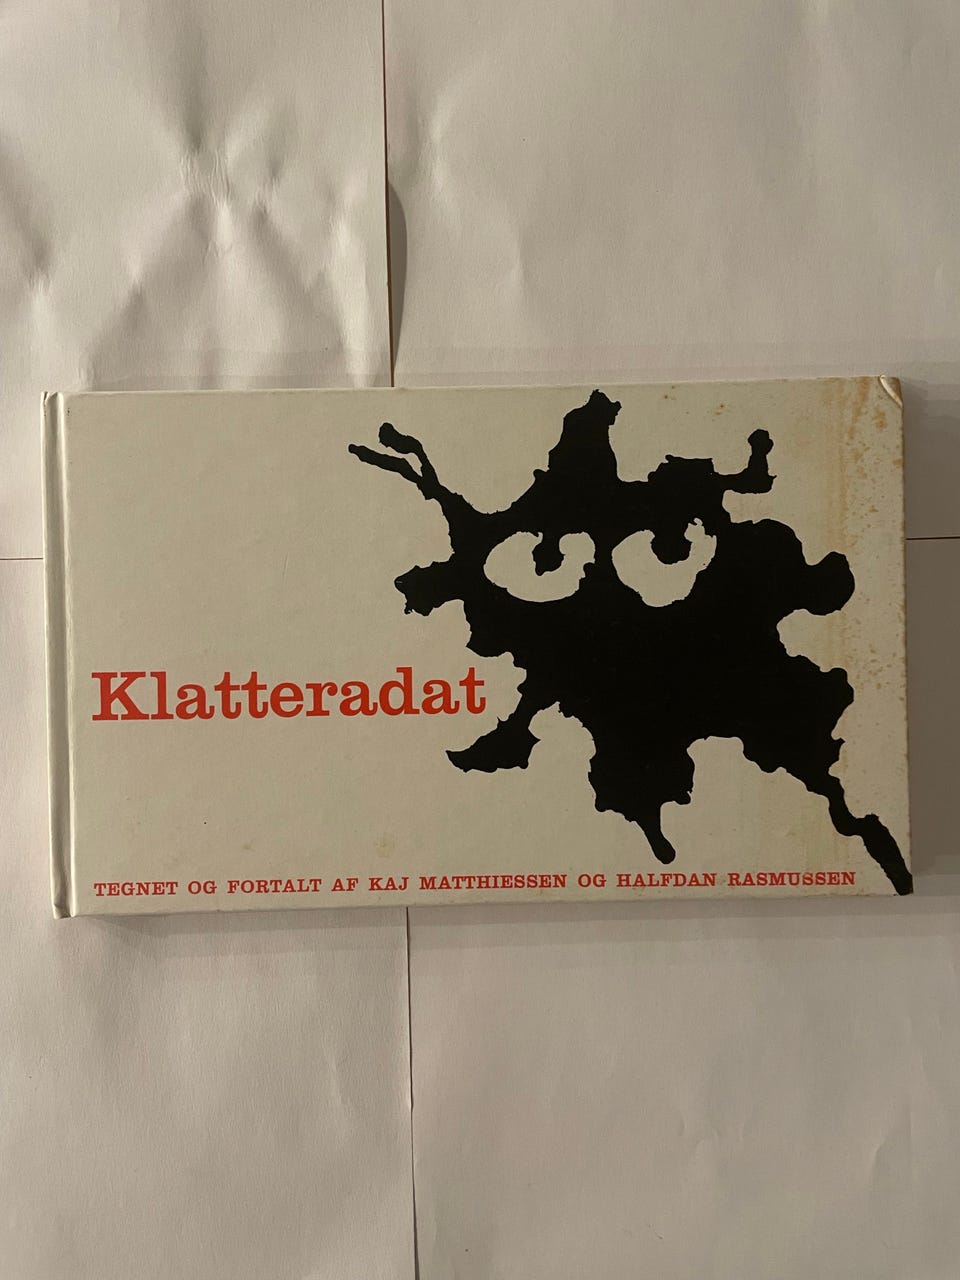 Klatteradat
TEGNET OG FORTALT AF KAJ MATTHIESSEN OG HALFDAN RASMUSSEN